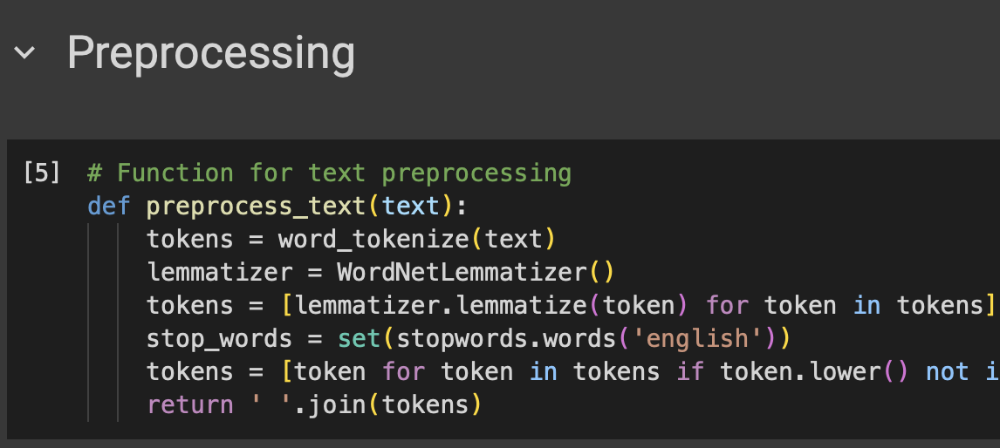 Preprocessing
[5] # Function for text preprocessing
def preprocess_text(text):
    tokens = word_tokenize(text)
    lemmatizer = WordNetLemmatizer()
    tokens = [lemmatizer.lemmatize(token) for token in tokens]
    stop_words = set(stopwords.words('english'))
    tokens = [token for token in tokens if token.lower() not i
    return ' '.join(tokens)